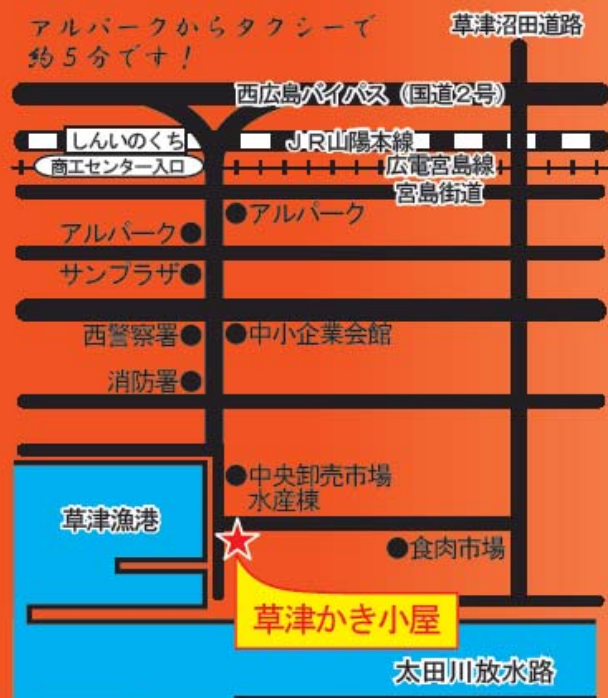 アルパークからタクシーで
約5分です!
草津沼田道路
西広島バイパス（国道2号）
しんいのくち
JR山陽本線
商工センター入口
広電宮島線
宮島街道
アルパーク
アルパーク
サンプラザ
西警察署
中小企業会館
消防署
中央卸売市場
水産棟
草津漁港
食肉市場
草津かき小屋
太田川放水路